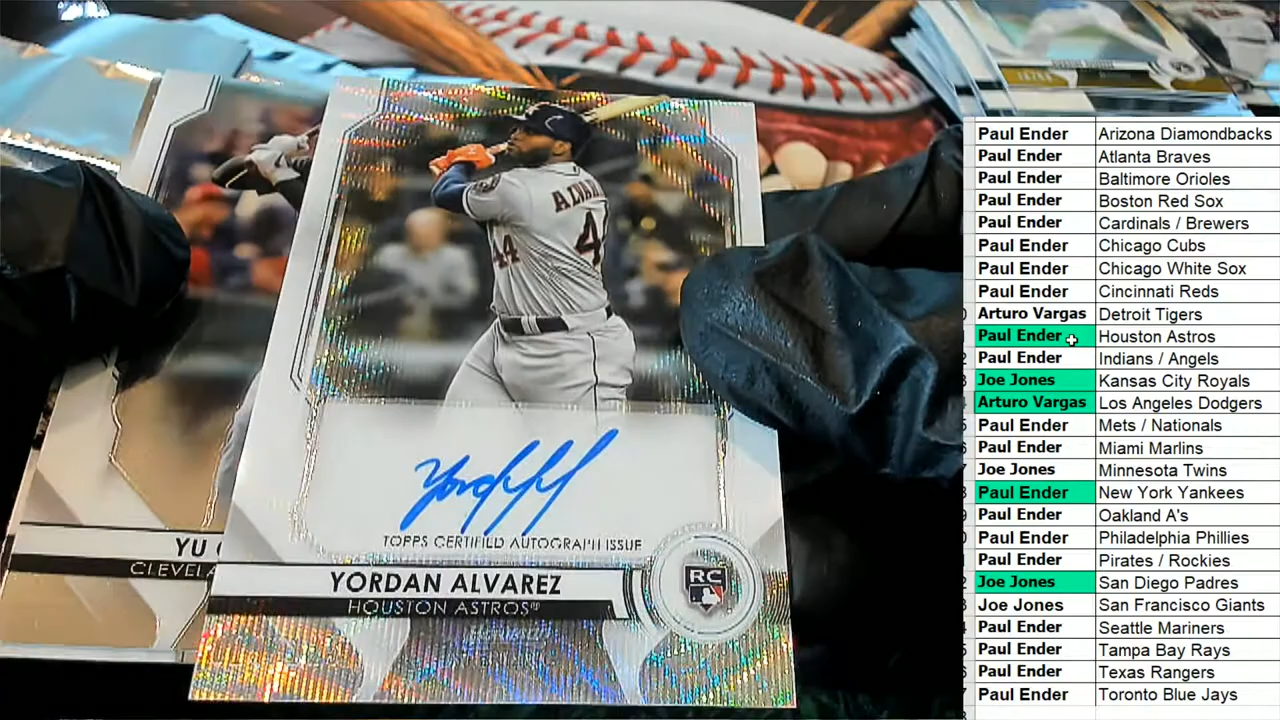 ALVAR
44
44
Yordan
TOPPS CERTIFIED AUTOGRAPH ISSUE
YORDAN ALVAREZ
HOUSTON ASTROS
RC
YU
CLEVELA
Paul Ender Arizona Diamondbacks
Paul Ender Atlanta Braves
Paul Ender Baltimore Orioles
Paul Ender Boston Red Sox
Paul Ender Cardinals / Brewers
Paul Ender Chicago Cubs
Paul Ender Chicago White Sox
Paul Ender Cincinnati Reds
Arturo Vargas Detroit Tigers
Paul Ender Houston Astros
Paul Ender Indians / Angels
Joe Jones Kansas City Royals
Arturo Vargas Los Angeles Dodgers
Paul Ender Mets / Nationals
Paul Ender Miami Marlins
Joe Jones Minnesota Twins
Paul Ender New York Yankees
Paul Ender Oakland A's
Paul Ender Philadelphia Phillies
Paul Ender Pirates / Rockies
Joe Jones San Diego Padres
Joe Jones San Francisco Giants
Paul Ender Seattle Mariners
Paul Ender Tampa Bay Rays
Paul Ender Texas Rangers
Paul Ender Toronto Blue Jays